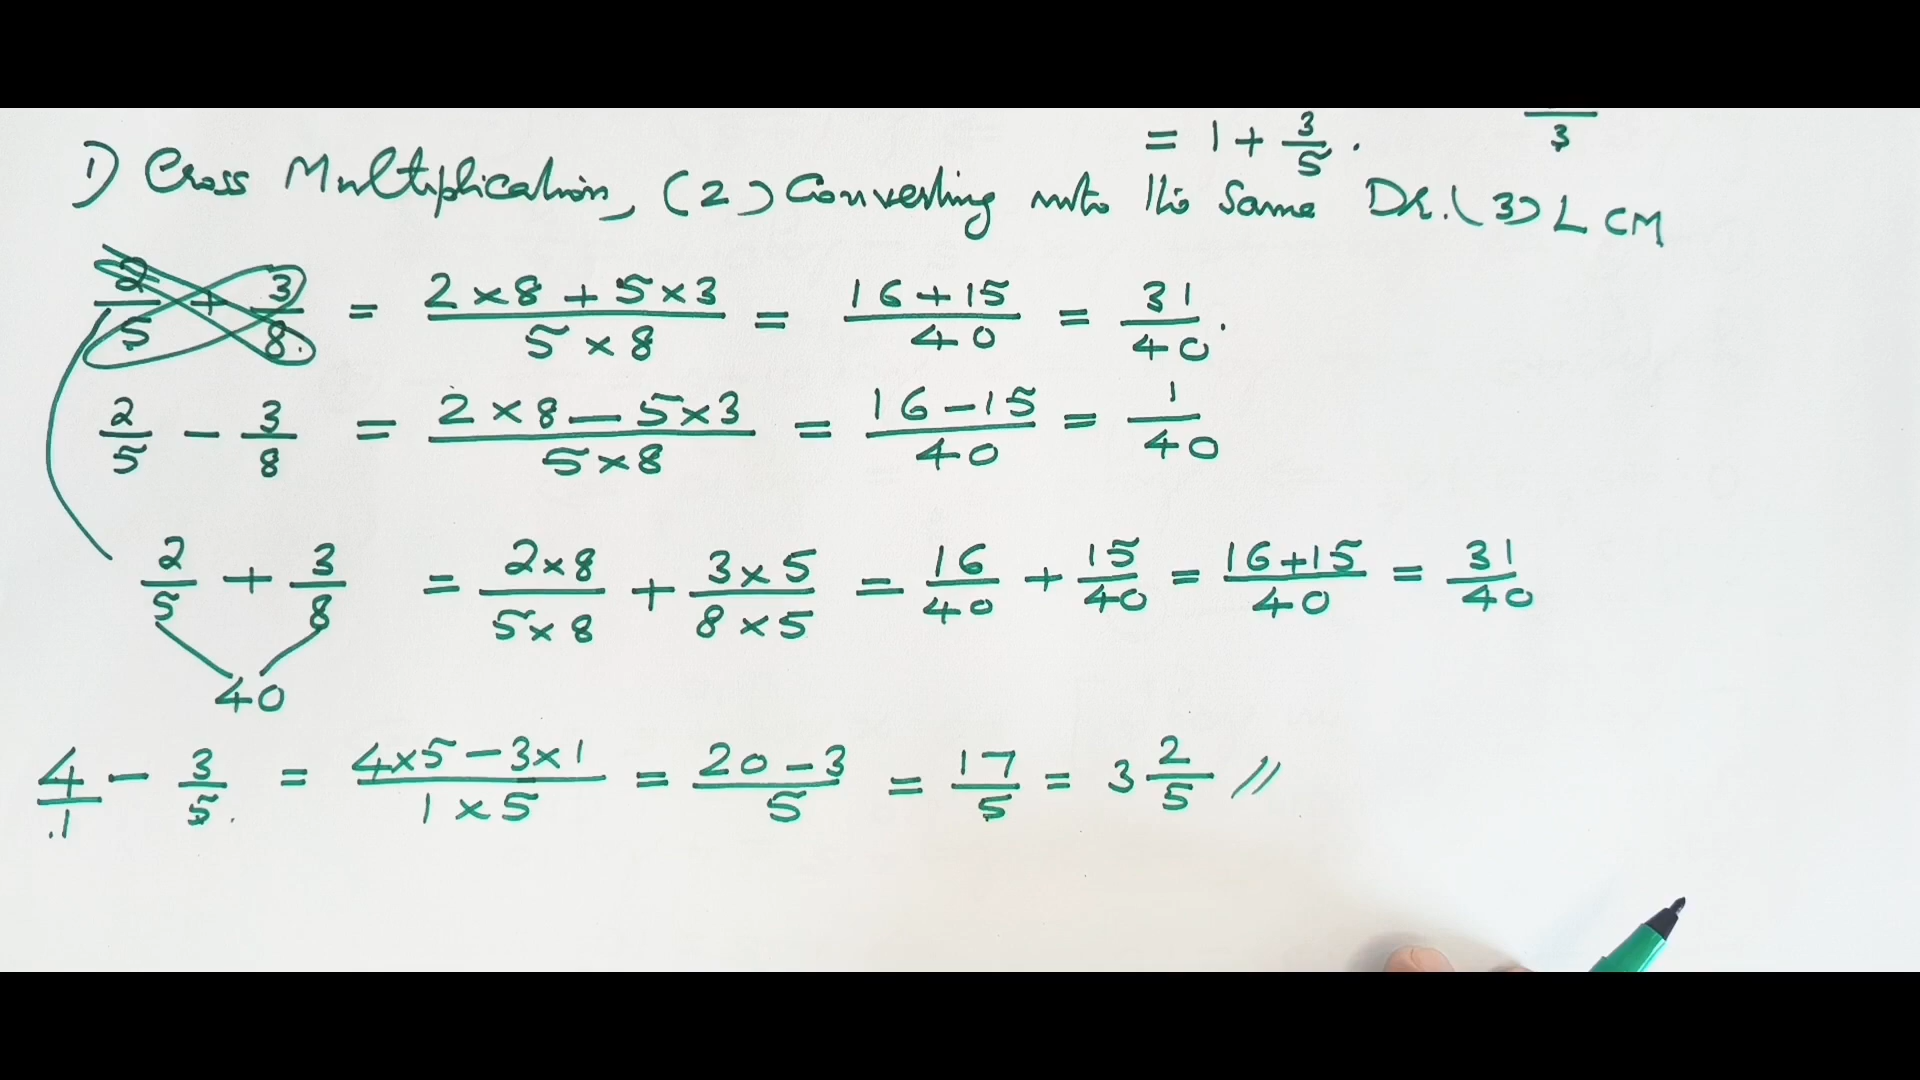 = 1 + 3/5 .
3
1) Cross Multiplication, (2) Converting into the same Dr. (3) LCM
2/5 + 3/8 = (2×8 + 5×3)/(5×8) = (16+15)/40 = 31/40.
2/5 − 3/8 = (2×8 − 5×3)/(5×8) = (16−15)/40 = 1/40
2/5 + 3/8 = (2×8)/(5×8) + (3×5)/(8×5) = 16/40 + 15/40 = (16+15)/40 = 31/40
40
4/1 − 3/5 = (4×5−3×1)/(1×5) = (20−3)/5 = 17/5 = 3 2/5 //